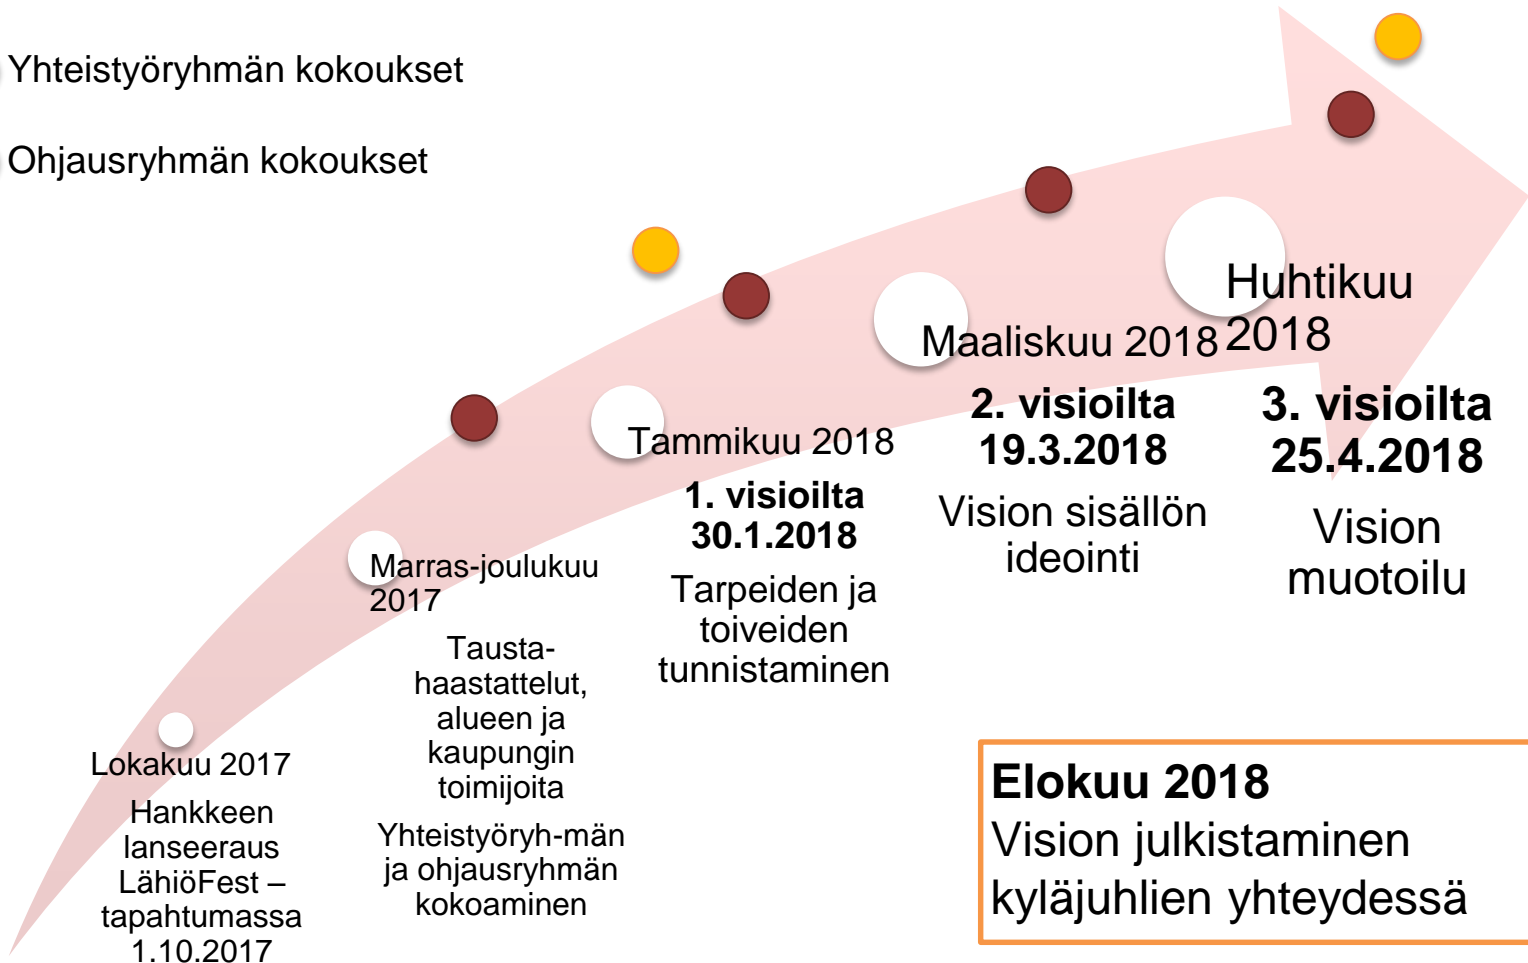 Yhteistyöryhmän kokoukset
Ohjausryhmän kokoukset
Lokakuu 2017
Hankkeen
lanseeraus
LähiöFest –
tapahtumassa
1.10.2017
Marras-joulukuu
2017
Tausta-
haastattelut,
alueen ja
kaupungin
toimijoita
Yhteistyöryh-män
ja ohjausryhmän
kokoaminen
Tammikuu 2018
1. visioilta
30.1.2018
Tarpeiden ja
toiveiden
tunnistaminen
Maaliskuu 2018
2. visioilta
19.3.2018
Vision sisällön
ideointi
Huhtikuu
2018
3. visioilta
25.4.2018
Vision
muotoilu
Elokuu 2018
Vision julkistaminen
kyläjuhlien yhteydessä